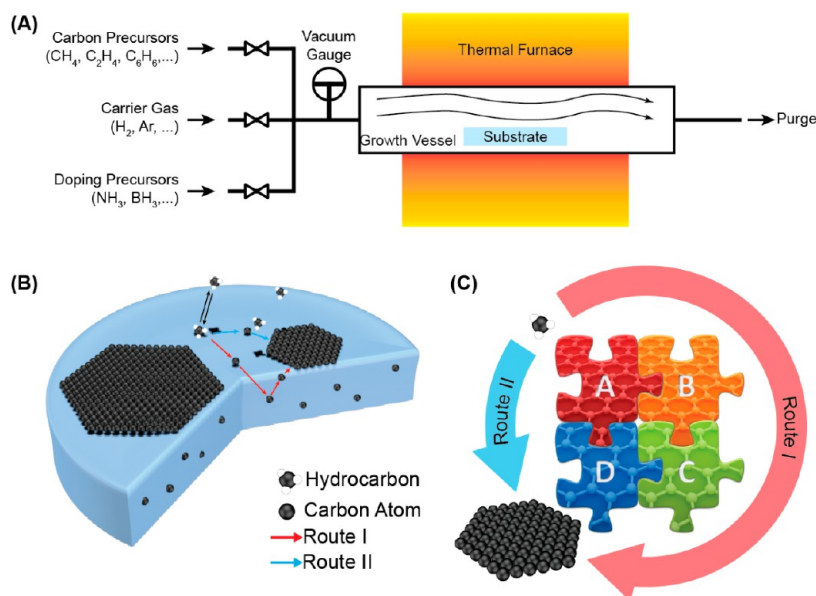 (A)
Carbon Precursors
(CH₄, C₂H₄, C₆H₆,...)
Vacuum
Gauge
Thermal Furnace
Carrier Gas
(H₂, Ar, ...)
Growth Vessel
Substrate
Purge
Doping Precursors
(NH₃, BH₃,...)
(B)
Hydrocarbon
Carbon Atom
Route I
Route II
(C)
Route II
A
B
Route I
D
C